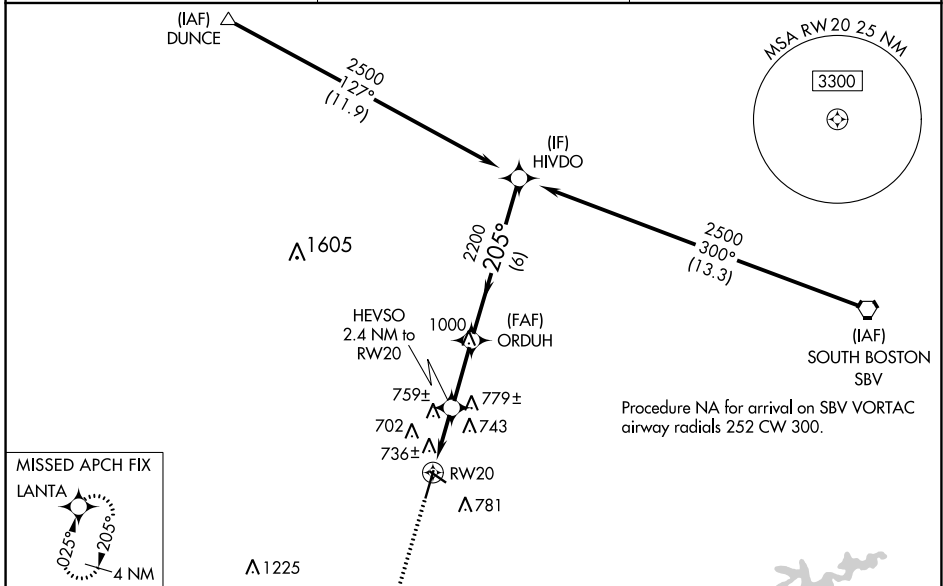 (IAF)
DUNCE
2500
127°
(11.9)
MSA RW20 25 NM
3300
(IF)
HIVDO
2200
205°
(6)
2500
300°
(13.3)
1605
HEVSO
2.4 NM to
RW20
1000
(FAF)
ORDUH
(IAF)
SOUTH BOSTON
SBV
759±
779±
702
743
736±
Procedure NA for arrival on SBV VORTAC
airway radials 252 CW 300.
RW20
781
MISSED APCH FIX
LANTA
025°
205°
4 NM
1225